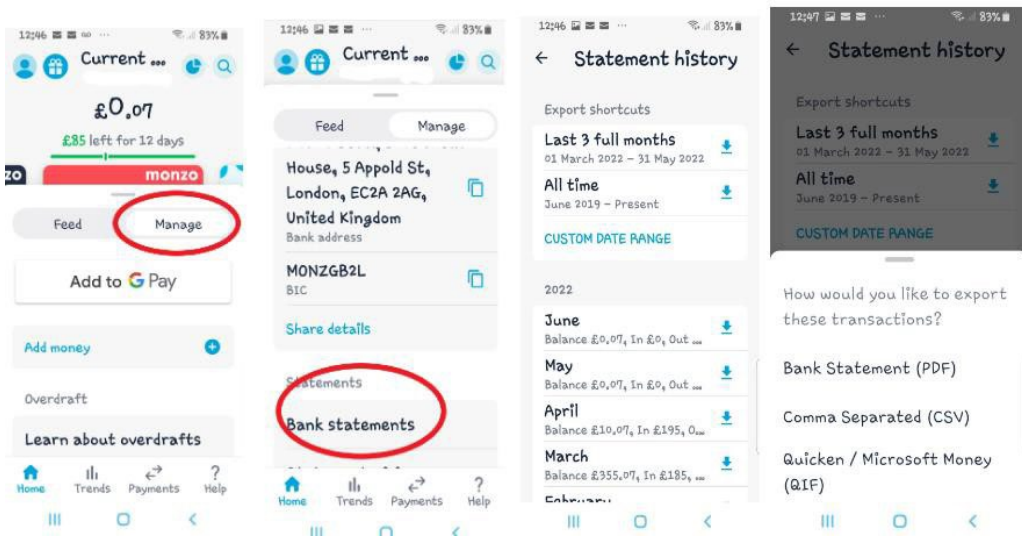 12:46
83%
Current ...
£0.07
£85 left for 12 days
zo
monzo
Feed
Manage
Add to G Pay
Add money
Overdraft
Learn about overdrafts
Home
Trends
Payments
Help
12:46
83%
Current ...
Feed
Manage
House, 5 Appold St,
London, EC2A 2AG,
United Kingdom
Bank address
MONZGB2L
BIC
Share details
Statements
Bank statements
Home
Trends
Payments
Help
12:46
83%
Statement history
Export shortcuts
Last 3 full months
01 March 2022 – 31 May 2022
All time
June 2019 – Present
CUSTOM DATE RANGE
2022
June
Balance £0.07, In £0, Out ...
May
Balance £0.07, In £0, Out ...
April
Balance £10.07, In £195, O...
March
Balance £355.07, In £185, ...
February
12:47
83%
Statement history
Export shortcuts
Last 3 full months
01 March 2022 – 31 May 2022
All time
June 2019 – Present
CUSTOM DATE RANGE
How would you like to export
these transactions?
Bank Statement (PDF)
Comma Separated (CSV)
Quicken / Microsoft Money
(QIF)